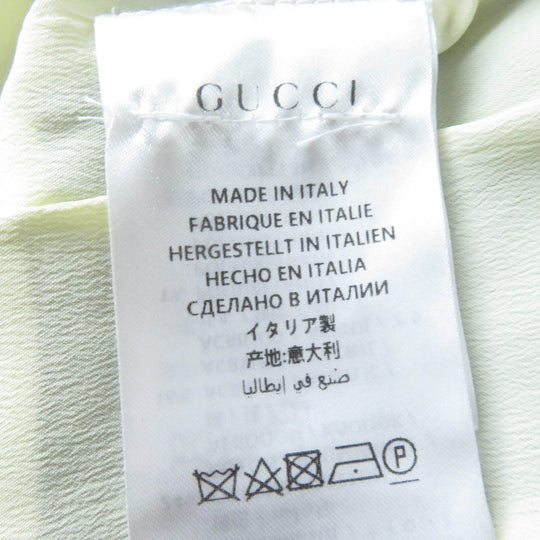 GUCCI
MADE IN ITALY
FABRIQUE EN ITALIE
HERGESTELLT IN ITALIEN
HECHO EN ITALIA
СДЕЛАНО В ИТАЛИИ
イタリア製
产地:意大利
صنع في إيطاليا
P